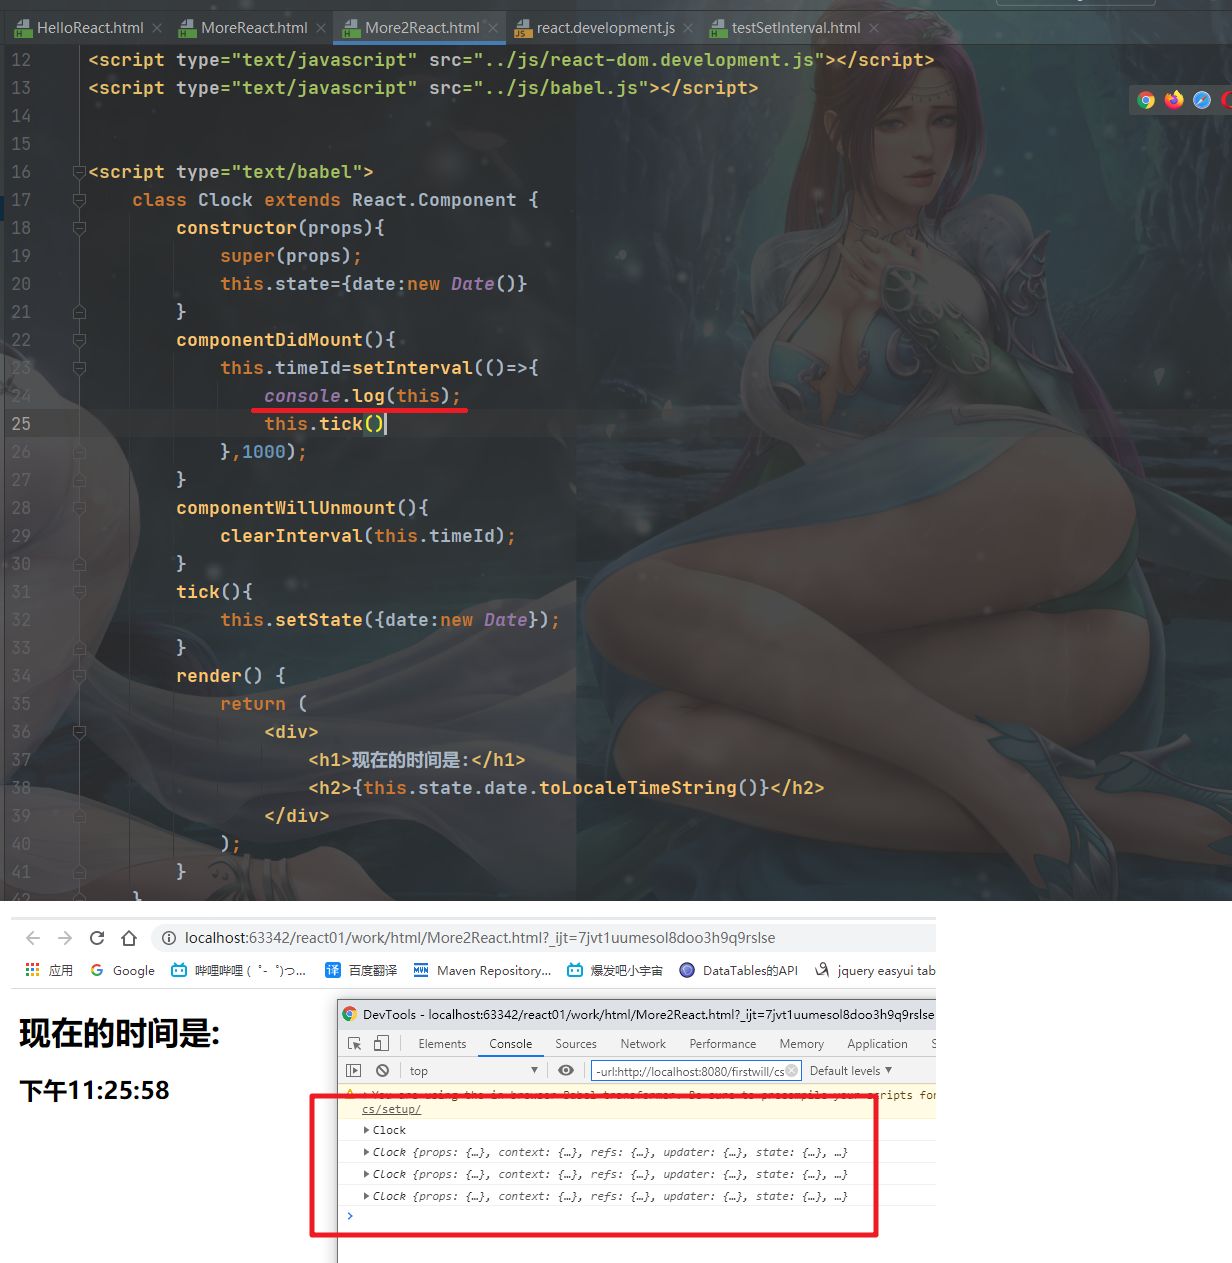 HelloReact.html
MoreReact.html
More2React.html
react.development.js
testSetInterval.html
12 <script type="text/javascript" src="../js/react-dom.development.js"></script>
13 <script type="text/javascript" src="../js/babel.js"></script>
14
15
16 <script type="text/babel">
17 class Clock extends React.Component {
18 constructor(props){
19 super(props);
20 this.state={date:new Date()}
21 }
22 componentDidMount(){
23 this.timeId=setInterval(()=>{
24 console.log(this);
25 this.tick()
26 },1000);
27 }
28 componentWillUnmount(){
29 clearInterval(this.timeId);
30 }
31 tick(){
32 this.setState({date:new Date});
33 }
34 render() {
35 return (
36 <div>
37 <h1>现在的时间是:</h1>
38 <h2>{this.state.date.toLocaleTimeString()}</h2>
39 </div>
40 );
41 }
42 }
localhost:63342/react01/work/html/More2React.html?_ijt=7jvt1uumesol8doo3h9q9rslse
应用 Google 哔哩哔哩 ( ゜- ゜)つ... 百度翻译 Maven Repository... 爆发吧小宇宙 DataTables的API jquery easyui tab
现在的时间是:
下午11:25:58
DevTools - localhost:63342/react01/work/html/More2React.html?_ijt=7jvt1uumesol8doo3h9q9rslse
Elements Console Sources Network Performance Memory Application S
top -url:http://localhost:8080/firstwill/cs Default levels ▼
You are using the in-browser Babel transformer. Be sure to precompile your scripts for
cs/setup/
Clock
Clock {props: {…}, context: {…}, refs: {…}, updater: {…}, state: {…}, …}
Clock {props: {…}, context: {…}, refs: {…}, updater: {…}, state: {…}, …}
Clock {props: {…}, context: {…}, refs: {…}, updater: {…}, state: {…}, …}
>